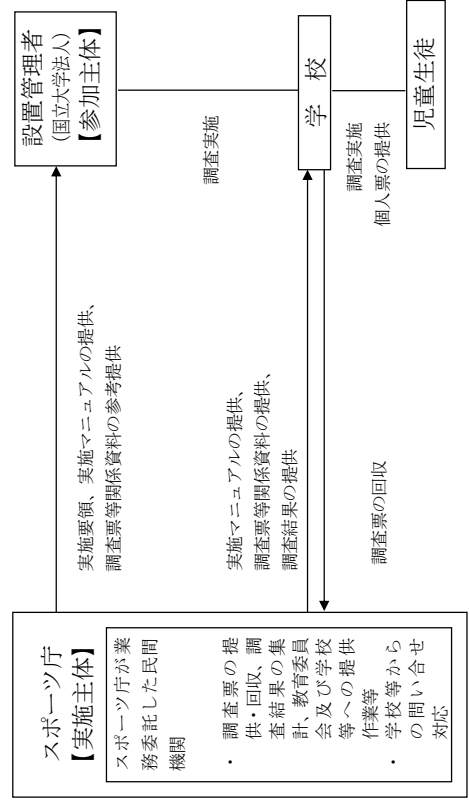 スポーツ庁
【実施主体】
スポーツ庁が業
務委託した民間
機関
・ 調査票の提
供・回収、調
査結果の集
計、教育委員
会及び学校
等への提供
作業等
・ 学校等から
の問い合せ
対応
実施要領、実施マニュアルの提供、
調査票等関係資料の参考提供
実施マニュアルの提供、
調査票等関係資料の提供、
調査結果の提供
調査票の回収
設置管理者
(国立大学法人)
【参加主体】
調査実施
学 校
調査実施
個人票の提供
児童生徒